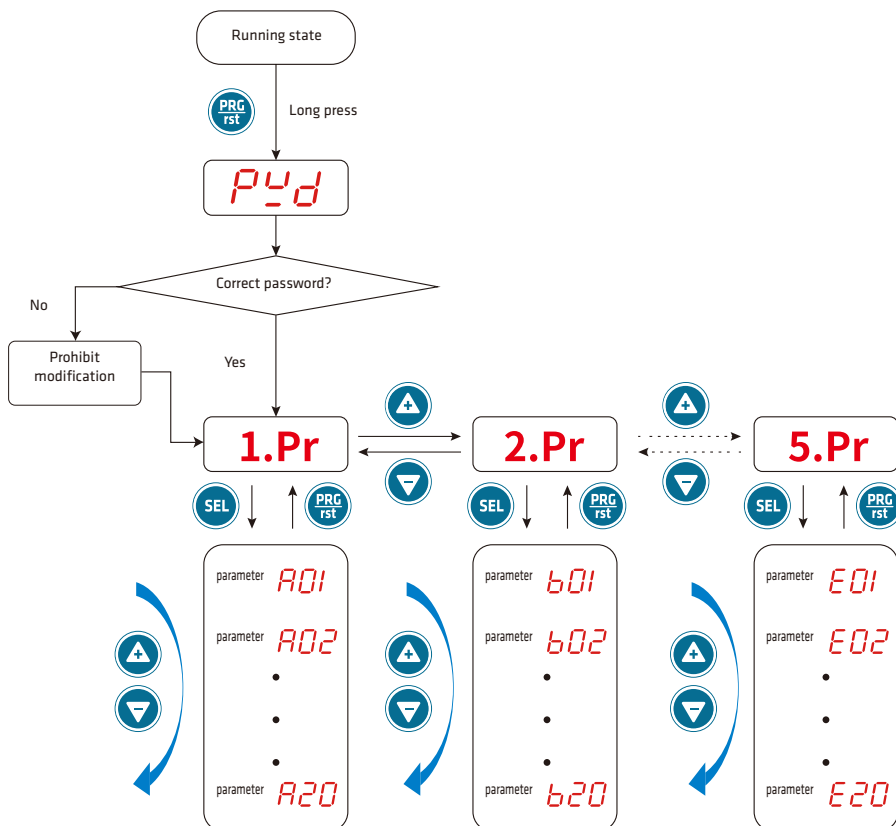 Running state
PRG
rst
Long press
PYd
Correct password?
No
Prohibit
modification
Yes
+
+
1.Pr
2.Pr
5.Pr
−
−
SEL
PRG
rst
SEL
PRG
rst
SEL
PRG
rst
parameter A01
parameter b01
parameter E01
parameter A02
parameter b02
parameter E02
+
+
+
−
−
−
parameter A20
parameter b20
parameter E20